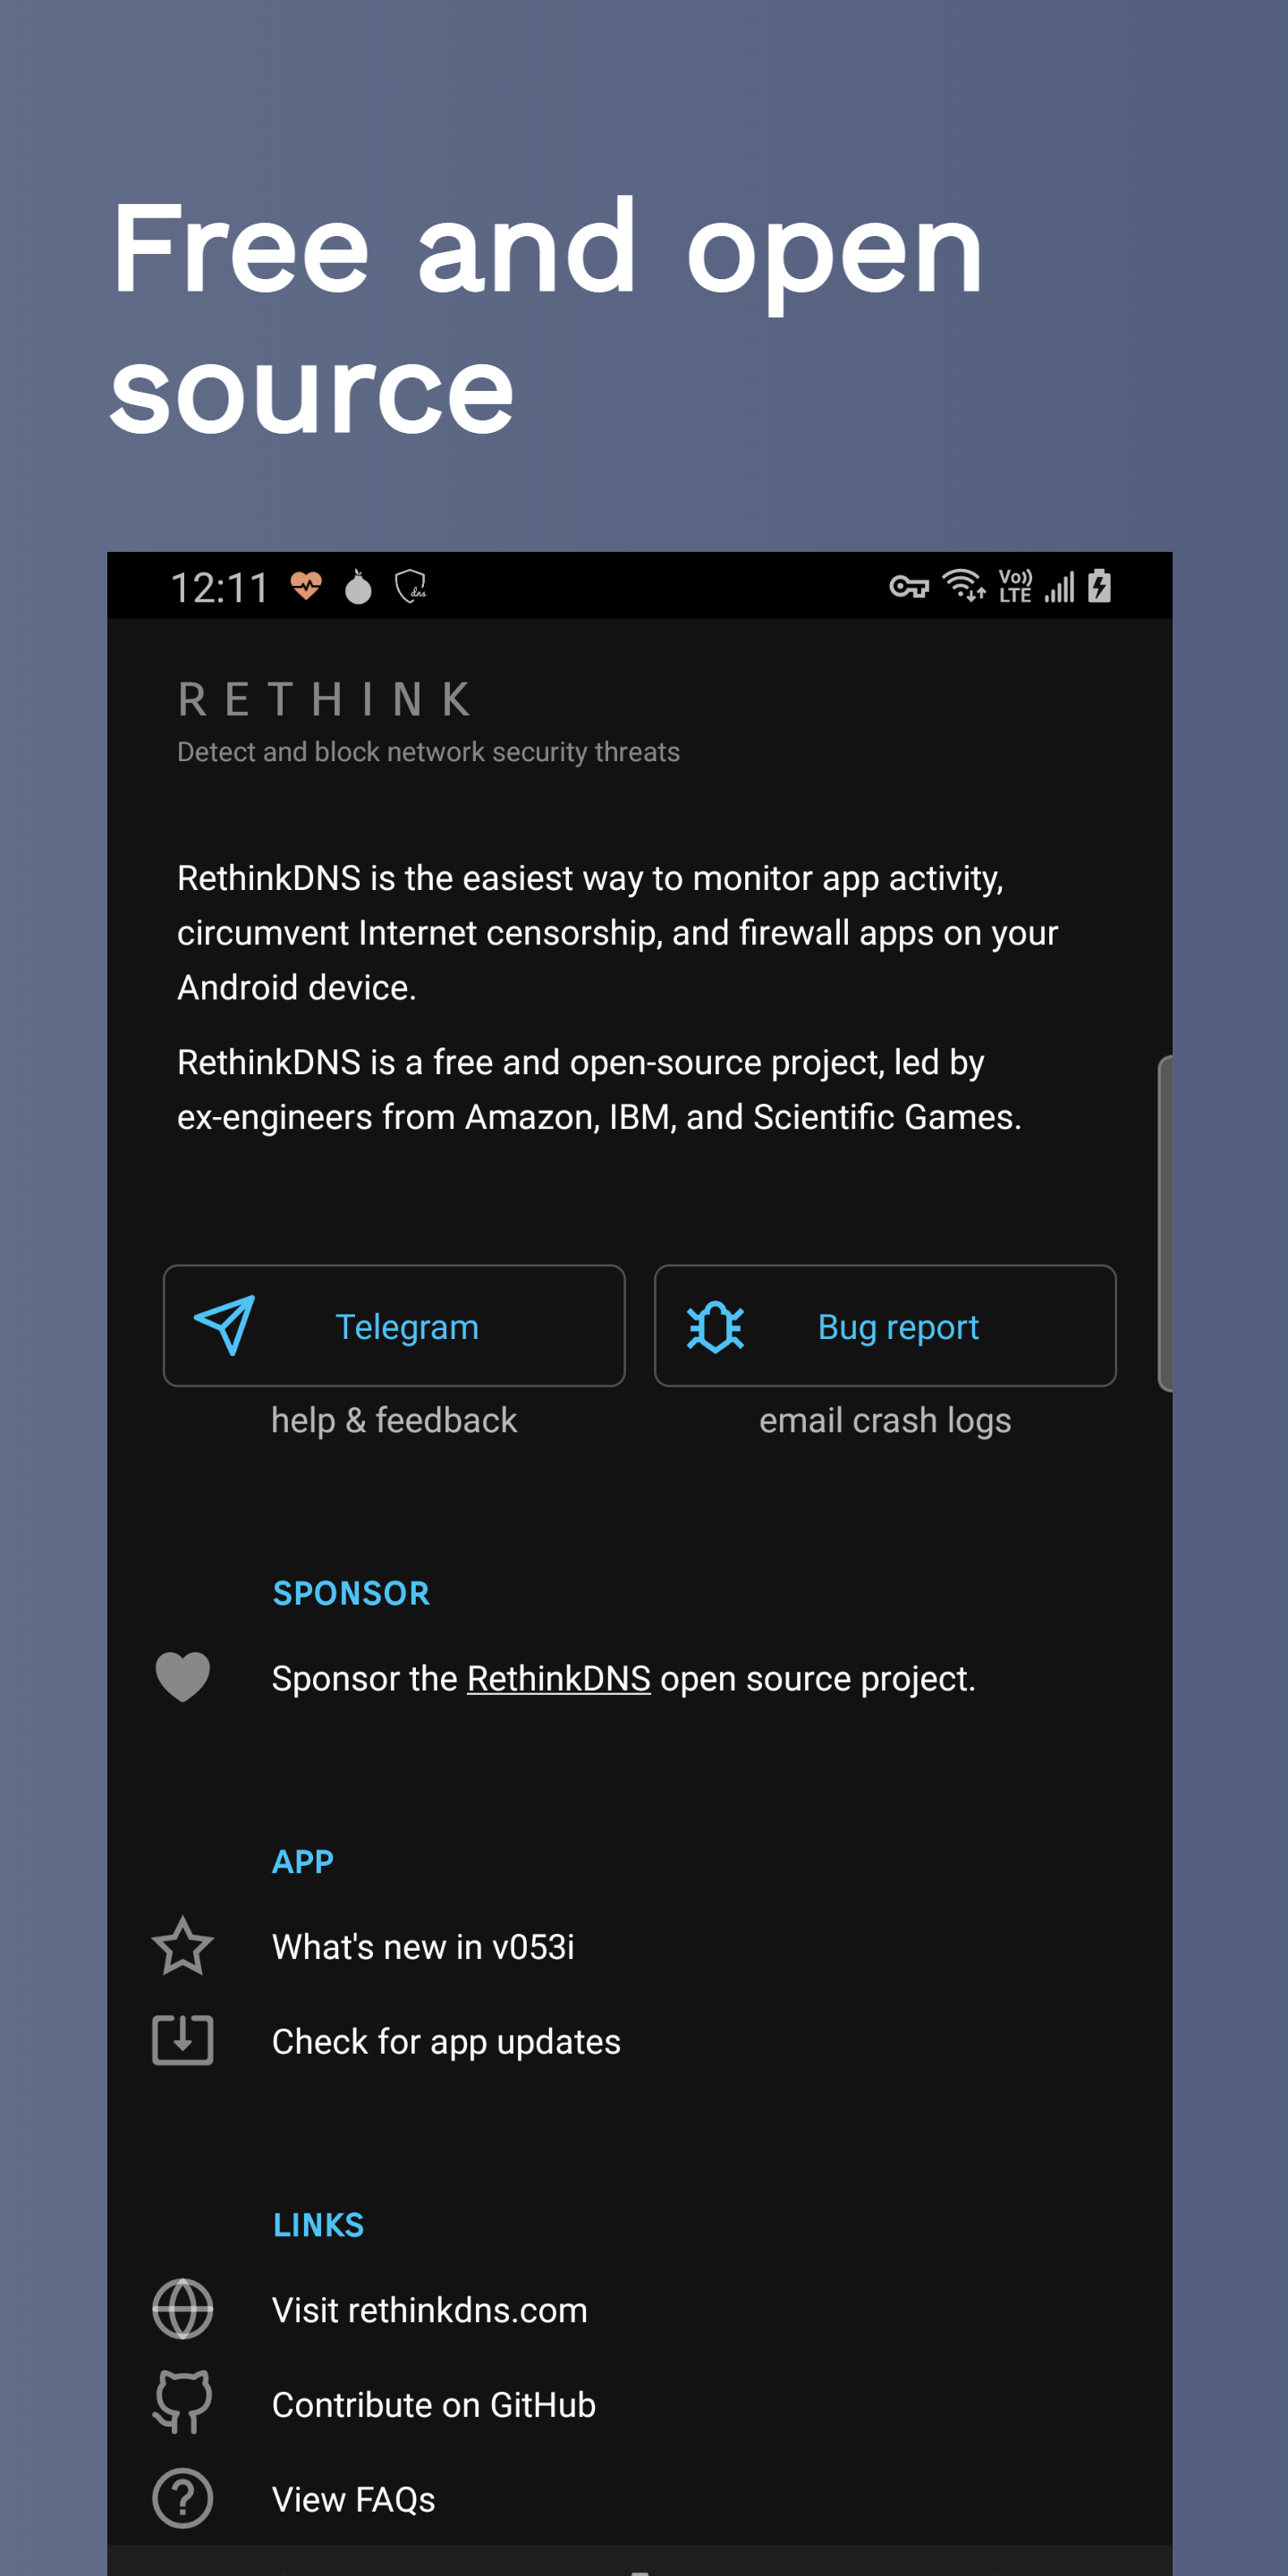 Free and open
source
12:11
dns
Vo))
LTE
RETHINK
Detect and block network security threats
RethinkDNS is the easiest way to monitor app activity,
circumvent Internet censorship, and firewall apps on your
Android device.
RethinkDNS is a free and open-source project, led by
ex-engineers from Amazon, IBM, and Scientific Games.
Telegram
Bug report
help & feedback
email crash logs
SPONSOR
Sponsor the RethinkDNS open source project.
APP
What's new in v053i
Check for app updates
LINKS
Visit rethinkdns.com
Contribute on GitHub
View FAQs